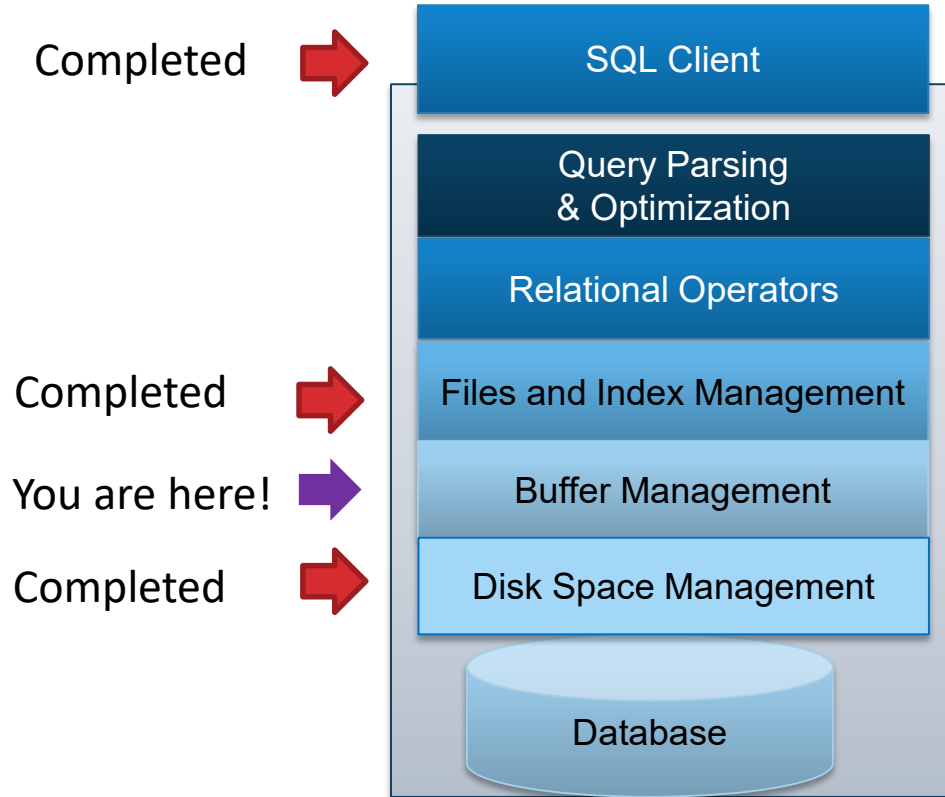 Completed
SQL Client
Query Parsing
& Optimization
Relational Operators
Completed
Files and Index Management
You are here!
Buffer Management
Completed
Disk Space Management
Database